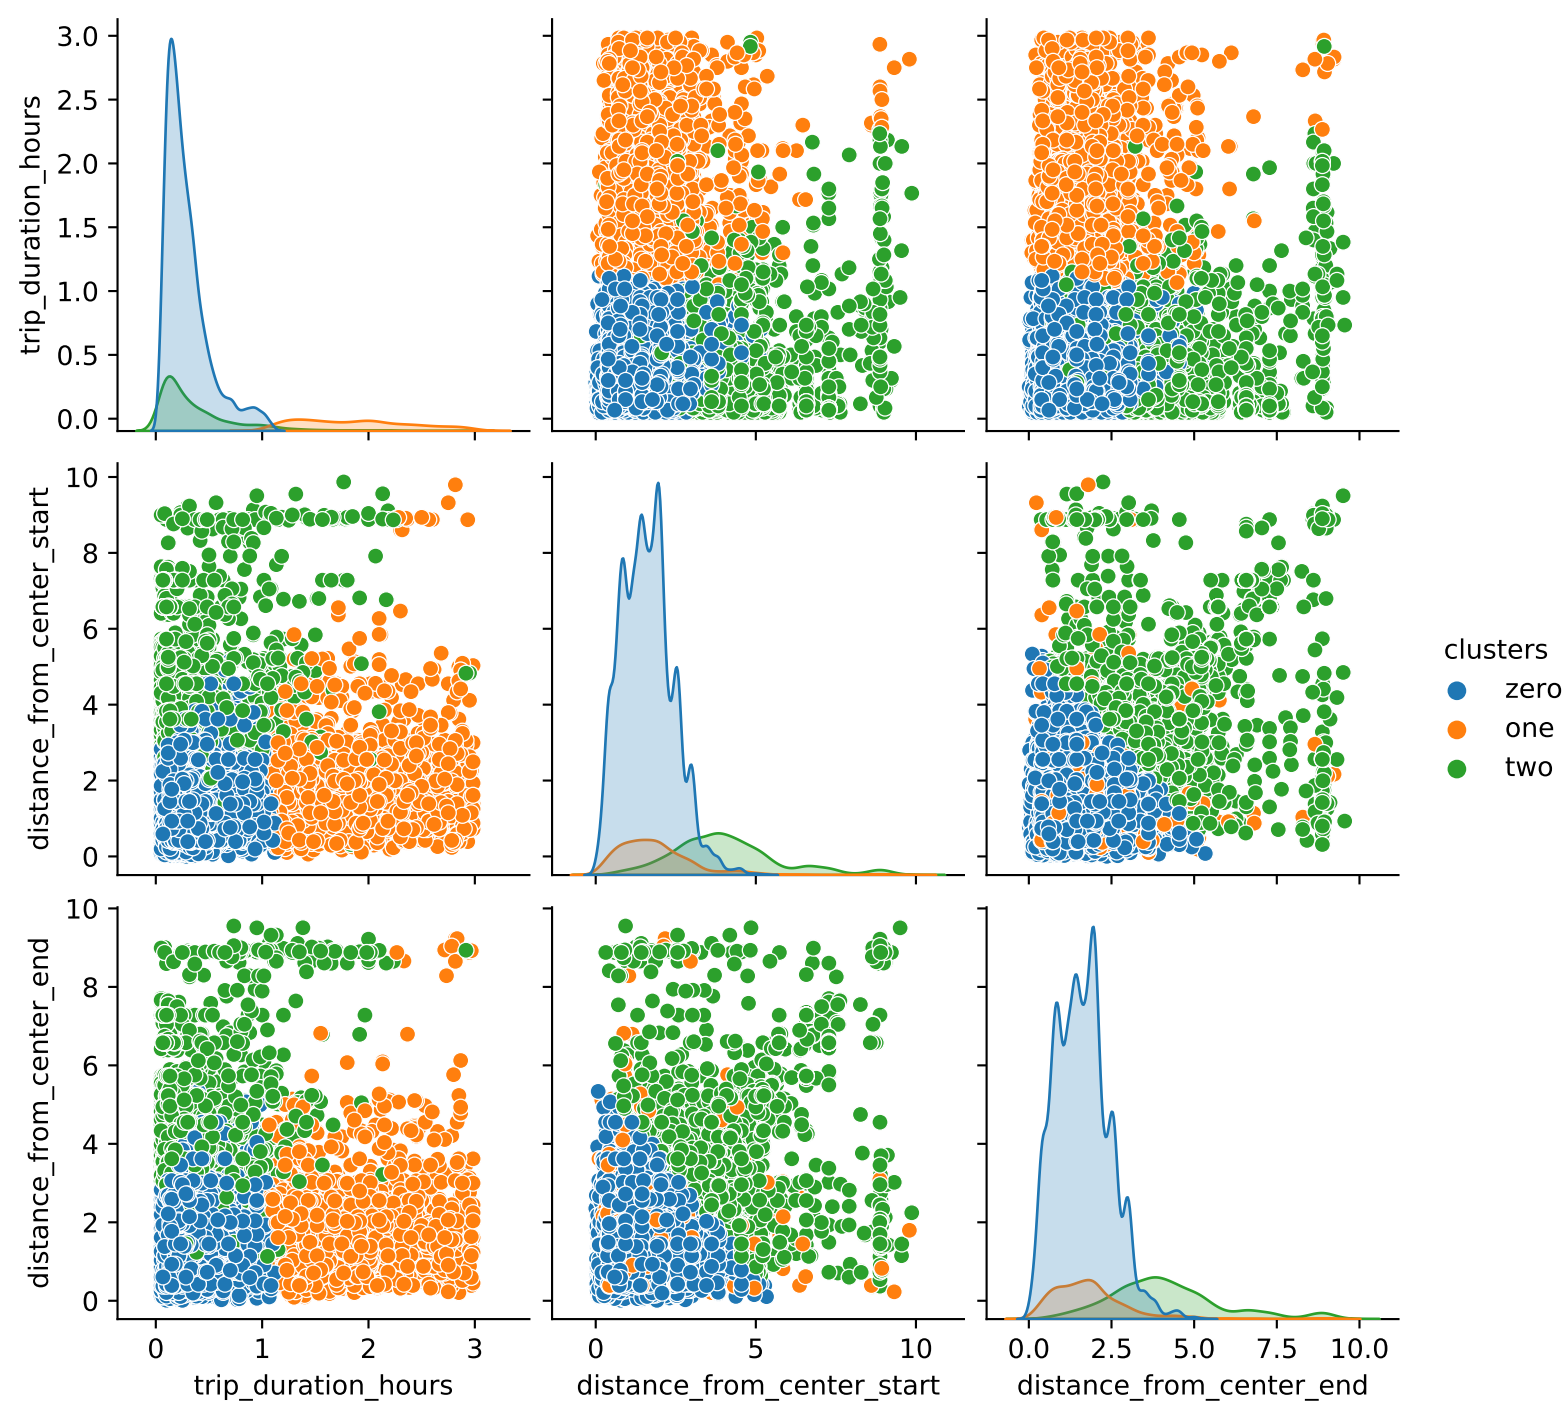 3.0
2.5
2.0
1.5
1.0
0.5
0.0
trip_duration_hours
10
8
6
4
2
0
distance_from_center_start
clusters
zero
one
two
10
8
6
4
2
0
distance_from_center_end
0 1 2 3
0 5 10
0.0 2.5 5.0 7.5 10.0
trip_duration_hours
distance_from_center_start
distance_from_center_end